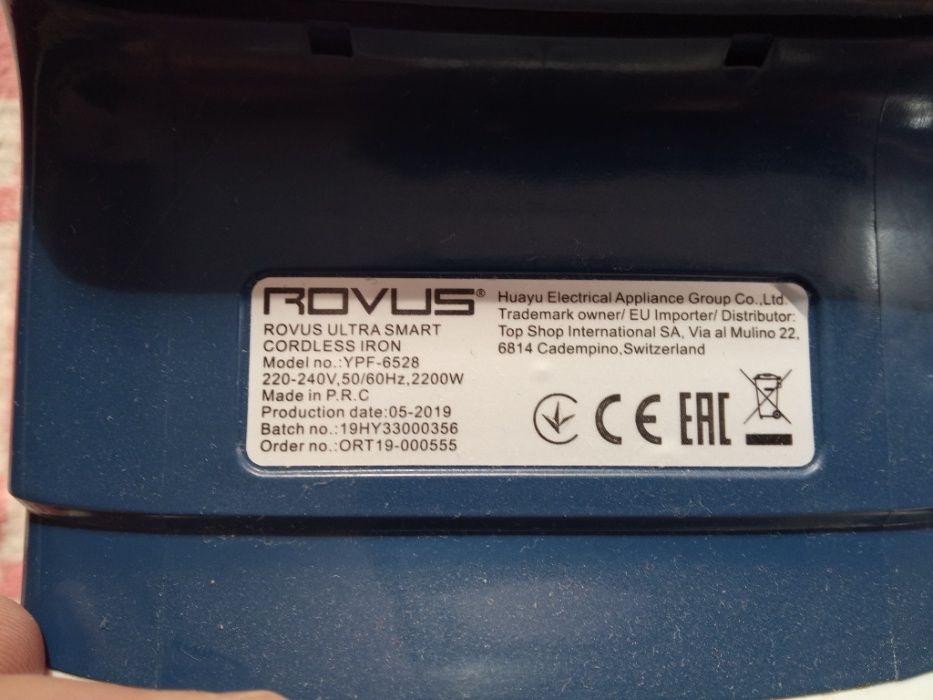 ROVUS®
ROVUS ULTRA SMART
CORDLESS IRON
Model no.:YPF-6528
220-240V,50/60Hz,2200W
Made in P.R.C
Production date:05-2019
Batch no.:19HY33000356
Order no.:ORT19-000555
Huayu Electrical Appliance Group Co.,Ltd.
Trademark owner/ EU Importer/ Distributor:
Top Shop International SA, Via al Mulino 22,
6814 Cadempino,Switzerland
CE EAC